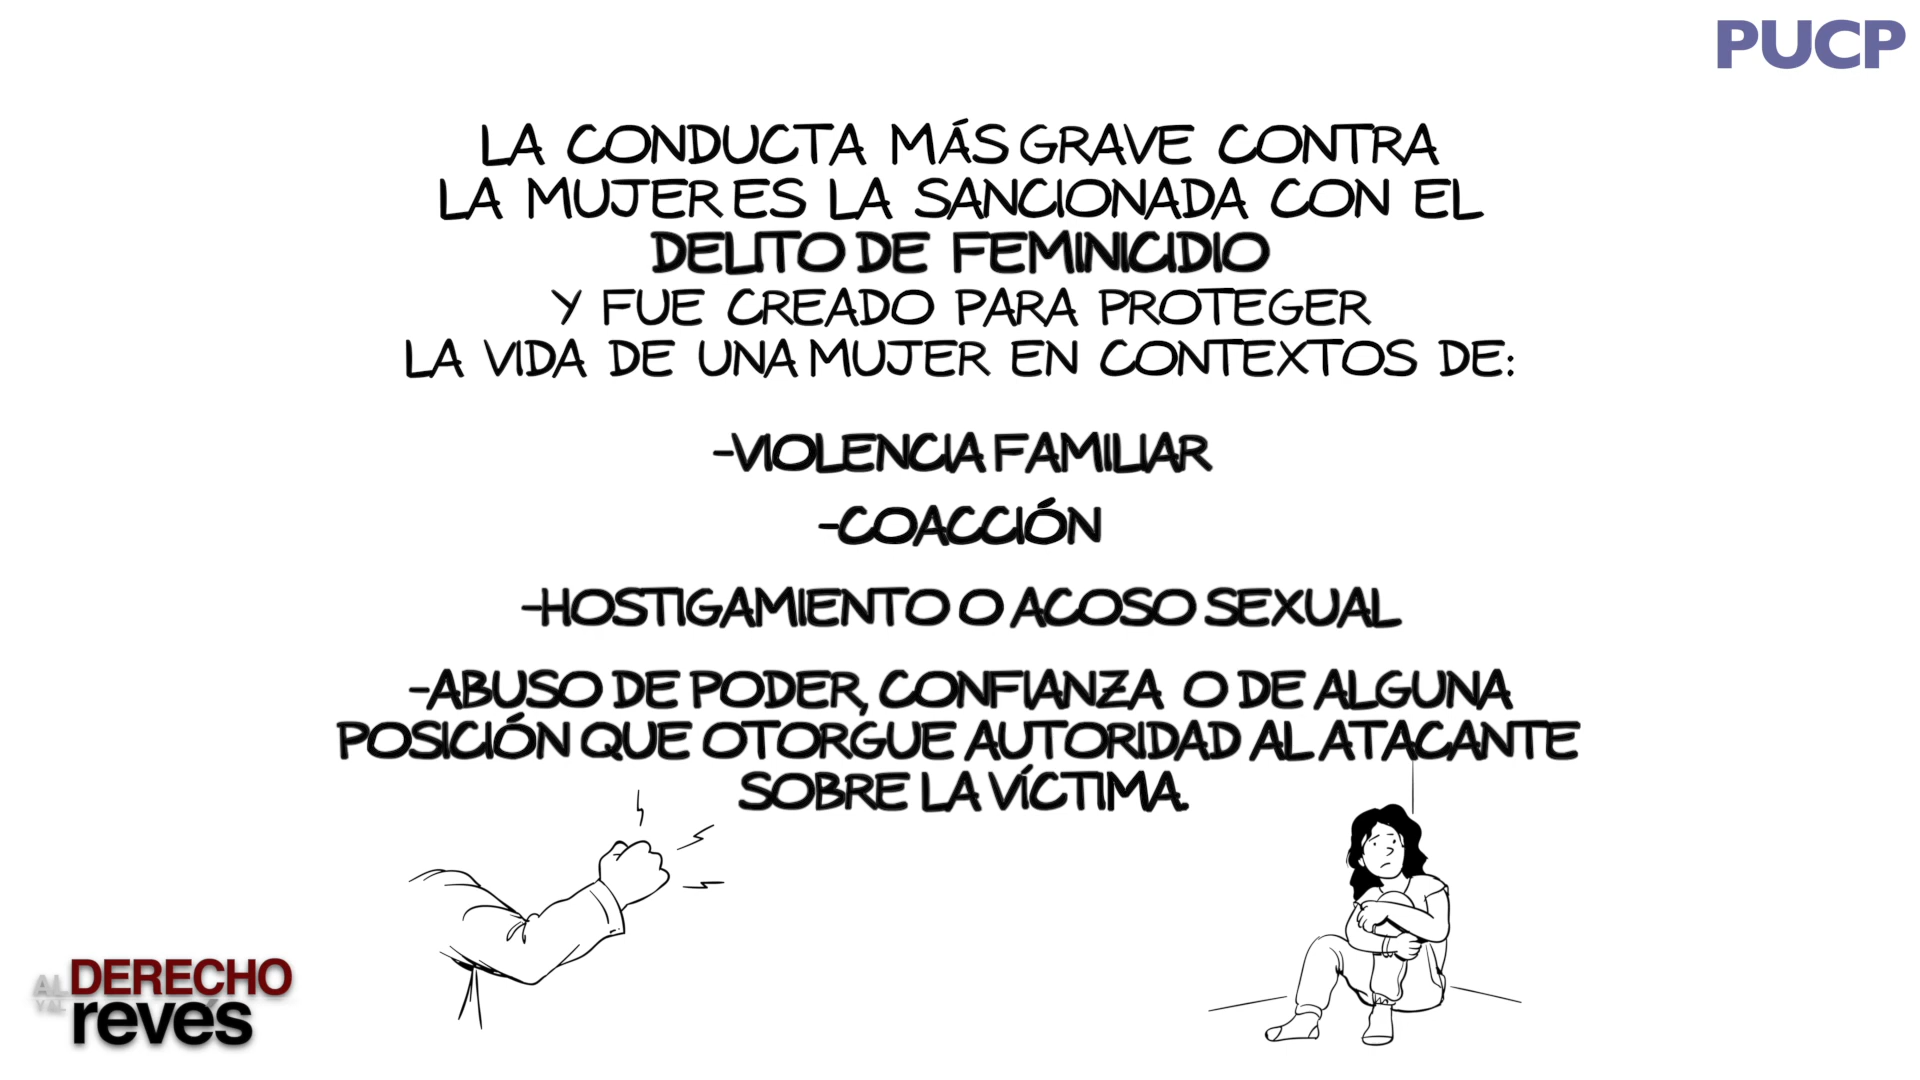 PUCP
LA CONDUCTA MÁS GRAVE CONTRA
LA MUJER ES LA SANCIONADA CON EL
DELITO DE FEMINICIDIO
Y FUE CREADO PARA PROTEGER
LA VIDA DE UNA MUJER EN CONTEXTOS DE:
-VIOLENCIA FAMILIAR
-COACCIÓN
-HOSTIGAMIENTO O ACOSO SEXUAL
-ABUSO DE PODER, CONFIANZA O DE ALGUNA
POSICIÓN QUE OTORGUE AUTORIDAD AL ATACANTE
SOBRE LA VÍCTIMA.
AL DERECHO
Y AL revés